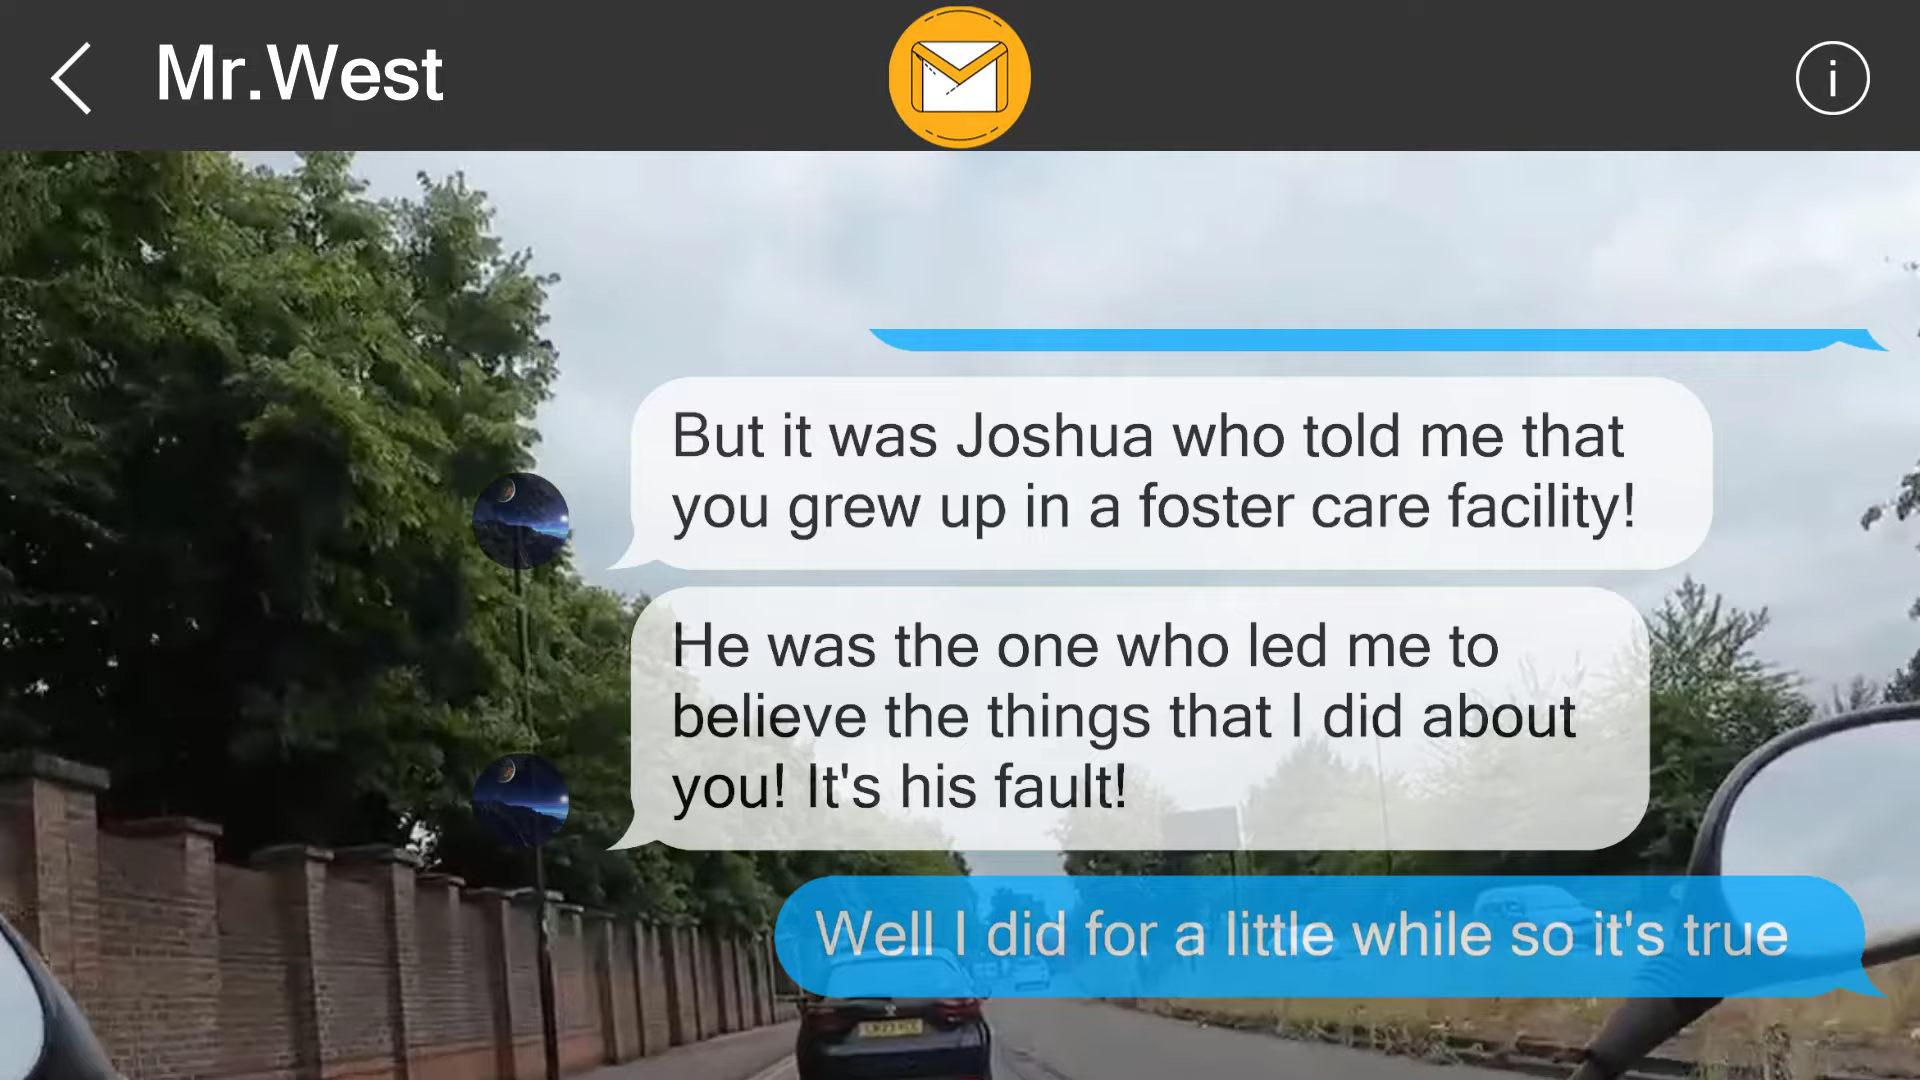 Mr.West
But it was Joshua who told me that
you grew up in a foster care facility!
He was the one who led me to
believe the things that I did about
you! It's his fault!
Well I did for a little while so it's true